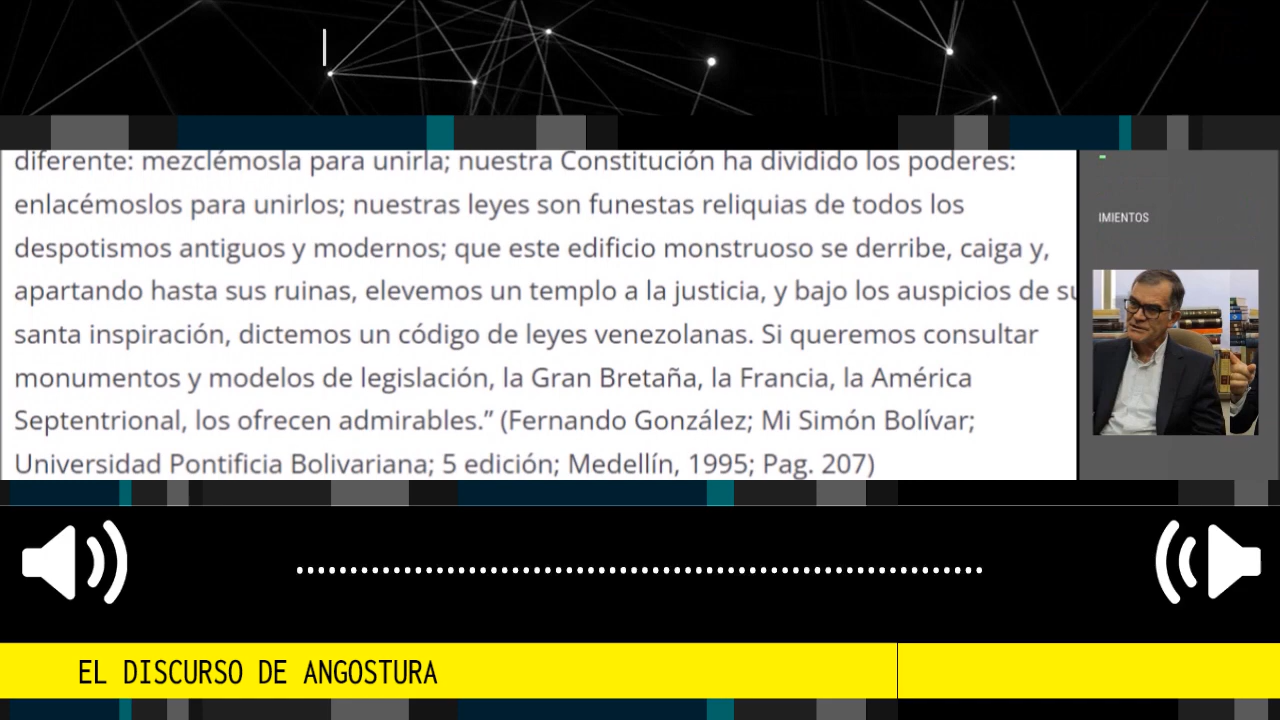 diferente: mezclémosla para unirla; nuestra Constitución ha dividido los poderes:
enlacémoslos para unirlos; nuestras leyes son funestas reliquias de todos los
despotismos antiguos y modernos; que este edificio monstruoso se derribe, caiga y,
apartando hasta sus ruinas, elevemos un templo a la justicia, y bajo los auspicios de su
santa inspiración, dictemos un código de leyes venezolanas. Si queremos consultar
monumentos y modelos de legislación, la Gran Bretaña, la Francia, la América
Septentrional, los ofrecen admirables.” (Fernando González; Mi Simón Bolívar;
Universidad Pontificia Bolivariana; 5 edición; Medellín, 1995; Pag. 207)
IMIENTOS
EL DISCURSO DE ANGOSTURA